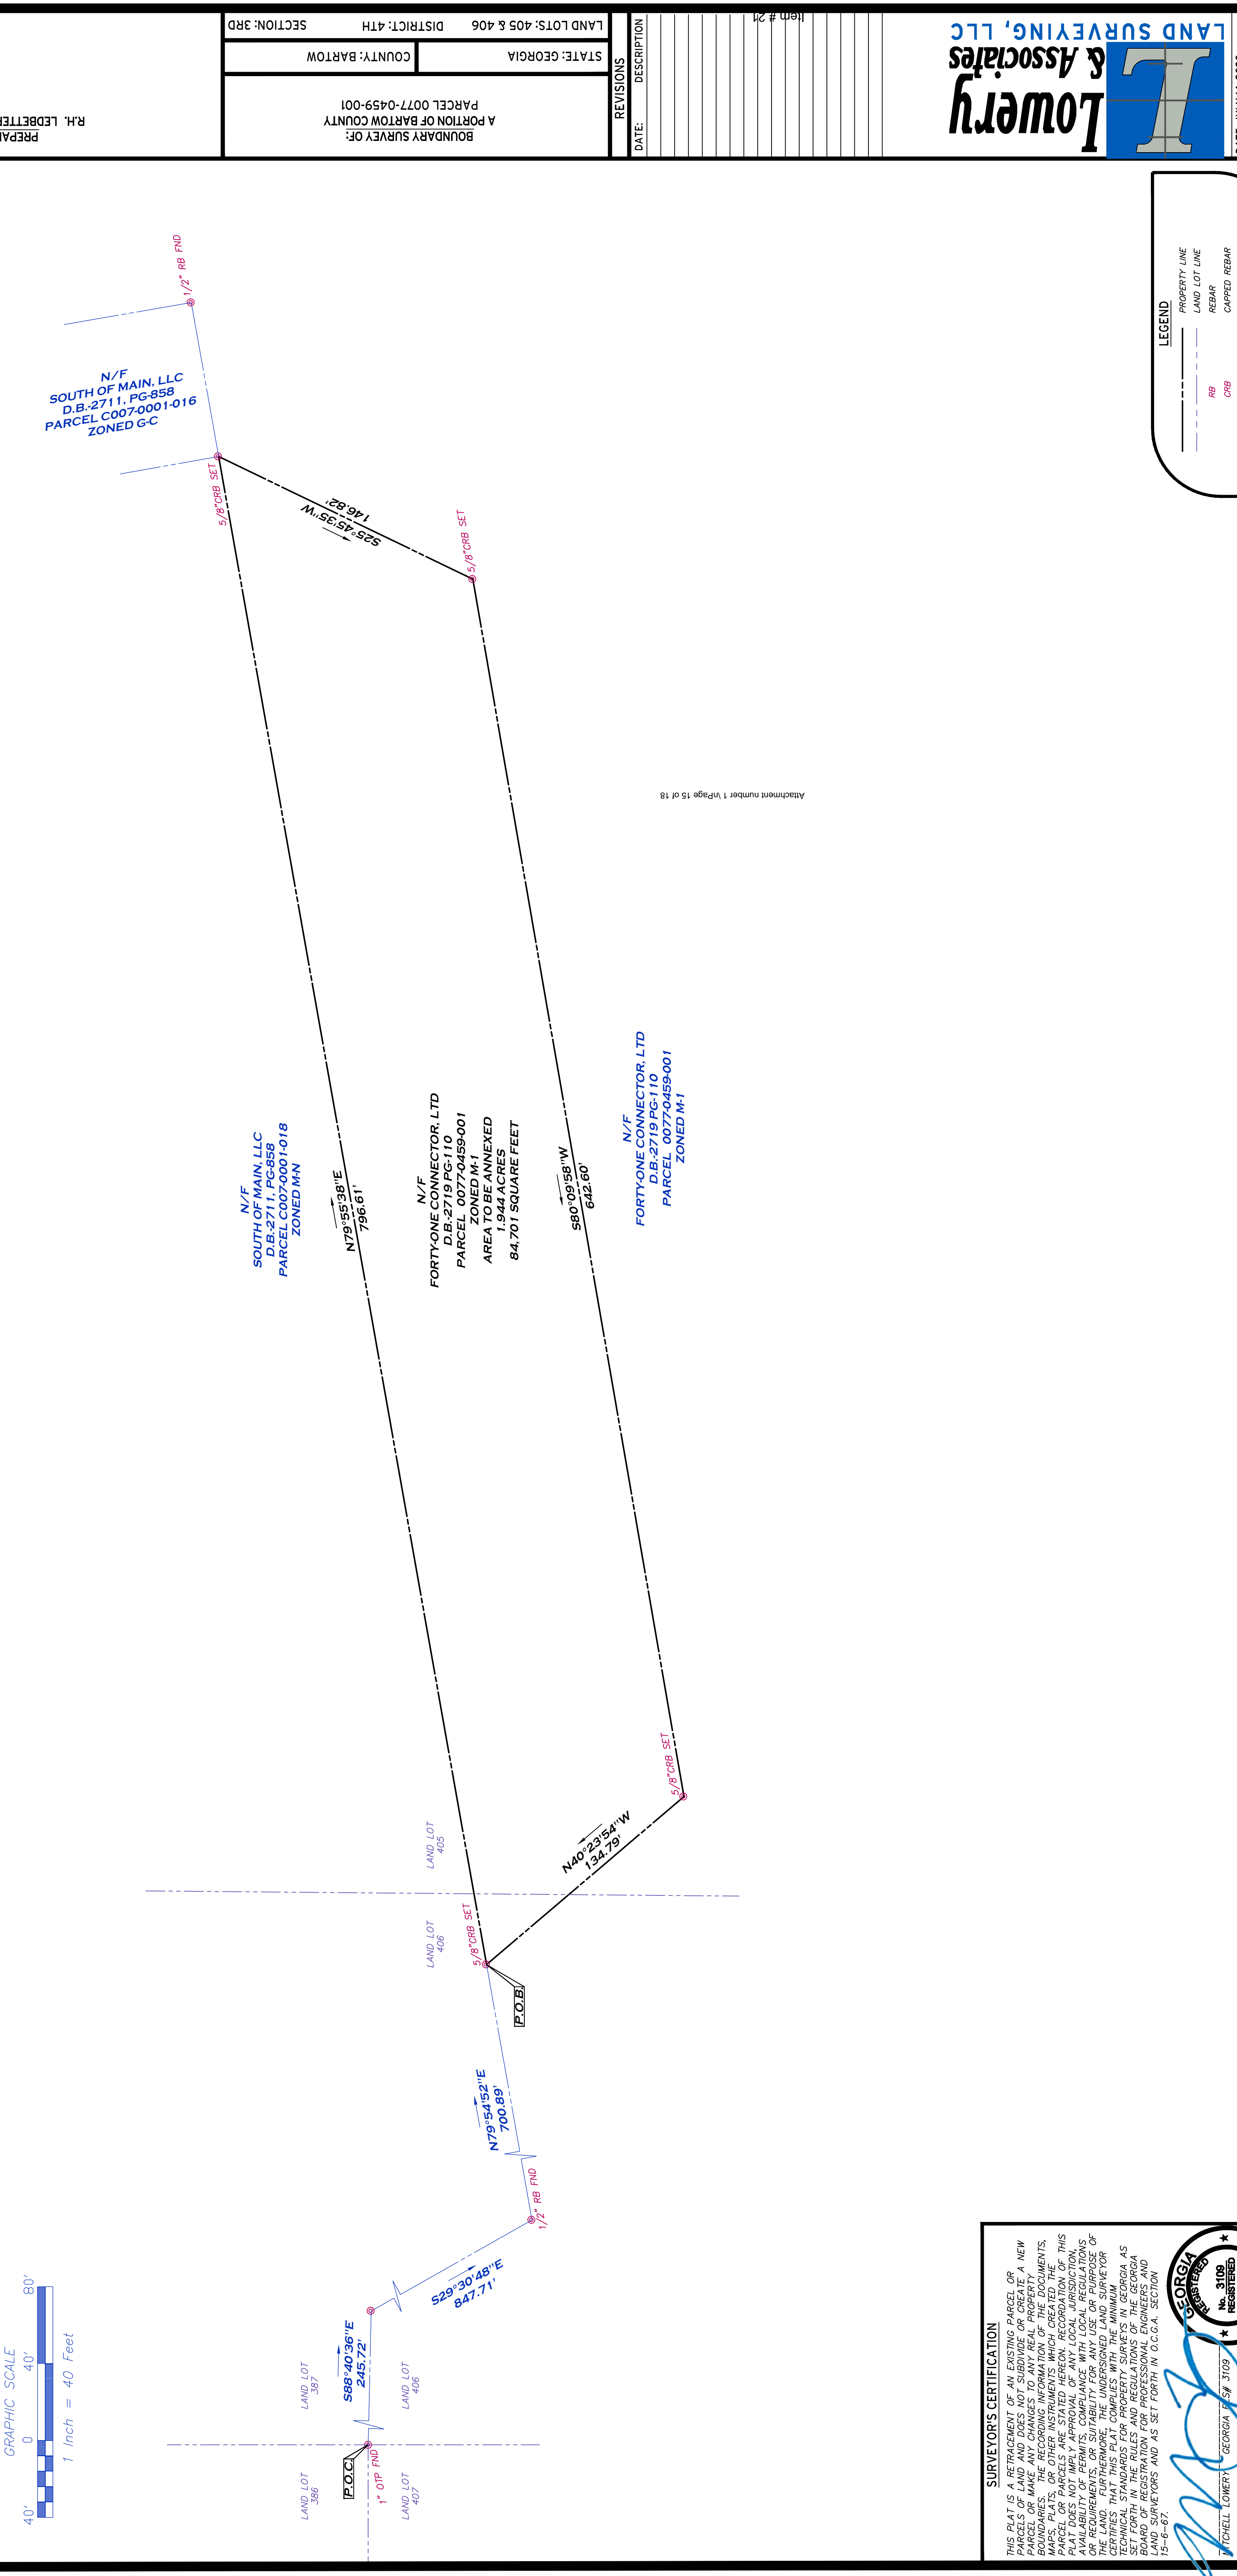 GRAPHIC SCALE
40' 0 40' 80'
1 Inch = 40 Feet
N/F
SOUTH OF MAIN, LLC
D.B.-2711, PG-858
PARCEL C007-0001-016
ZONED G-C
1/2" RB FND
5/8"CRB SET
S25°45'35"W
146.82'
5/8"CRB SET
N/F
SOUTH OF MAIN, LLC
D.B.-2711, PG-858
PARCEL C007-0001-018
ZONED M-N
N79°55'38"E
796.61'
N/F
FORTY-ONE CONNECTOR, LTD
D.B.-2719 PG-110
PARCEL 0077-0459-001
ZONED M-1
AREA TO BE ANNEXED
1.944 ACRES
84,701 SQUARE FEET
S80°09'58"W
642.60'
N/F
FORTY-ONE CONNECTOR, LTD
D.B.-2719 PG-110
PARCEL 0077-0459-001
ZONED M-1
5/8"CRB SET
N40°23'54"W
134.79'
LAND LOT
405
LAND LOT
406
5/8"CRB SET
P.O.B.
N79°54'52"E
700.89'
1/2" RB FND
S29°30'48"E
847.71'
S88°40'36"E
245.72'
LAND LOT
387
LAND LOT
406
P.O.C.
1" OTP FND
LAND LOT
386
LAND LOT
407
SURVEYOR'S CERTIFICATION
THIS PLAT IS A RETRACEMENT OF AN EXISTING PARCEL OR
PARCELS OF LAND AND DOES NOT SUBDIVIDE OR CREATE A NEW
PARCEL OR MAKE ANY CHANGES TO ANY REAL PROPERTY
BOUNDARIES. THE RECORDING INFORMATION OF THE DOCUMENTS,
MAPS, PLATS, OR OTHER INSTRUMENTS WHICH CREATED THE
PARCEL OR PARCELS ARE STATED HEREON. RECORDATION OF THIS
PLAT DOES NOT IMPLY APPROVAL OF ANY LOCAL JURISDICTION,
AVAILABILITY OF PERMITS, COMPLIANCE WITH LOCAL REGULATIONS
OR REQUIREMENTS, OR SUITABILITY FOR ANY USE OR PURPOSE OF
THE LAND. FURTHERMORE, THE UNDERSIGNED LAND SURVEYOR
CERTIFIES THAT THIS PLAT COMPLIES WITH THE MINIMUM
TECHNICAL STANDARDS FOR PROPERTY SURVEYS IN GEORGIA AS
SET FORTH IN THE RULES AND REGULATIONS OF THE GEORGIA
BOARD OF REGISTRATION FOR PROFESSIONAL ENGINEERS AND
LAND SURVEYORS AND AS SET FORTH IN O.C.G.A. SECTION
15-6-67.
MITCHELL LOWERY GEORGIA RLS# 3109
GEORGIA
REGISTERED
No. 3109
REGISTERED
LEGEND
PROPERTY LINE
LAND LOT LINE
RB REBAR
CRB CAPPED REBAR
Attachment number 1 \nPage 15 of 18
Item # 21
Lowery
& Associates
LAND SURVEYING, LLC
REVISIONS
DATE: DESCRIPTION
BOUNDARY SURVEY OF:
A PORTION OF BARTOW COUNTY
PARCEL 0077-0459-001
STATE: GEORGIA COUNTY: BARTOW
LAND LOTS: 405 & 406 DISTRICT: 4TH SECTION: 3RD
R.H.